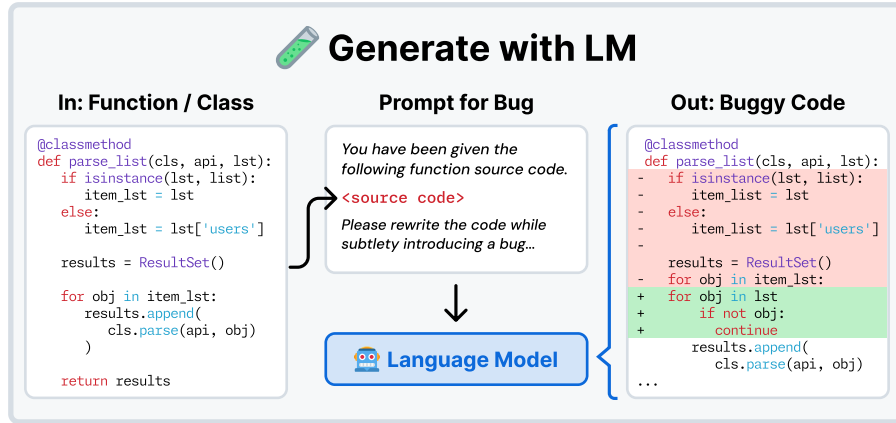 Generate with LM
In: Function / Class
@classmethod
def parse_list(cls, api, lst):
   if isinstance(lst, list):
      item_lst = lst
   else:
      item_lst = lst['users']

   results = ResultSet()

   for obj in item_lst:
      results.append(
         cls.parse(api, obj)
      )

   return results
Prompt for Bug
You have been given the
following function source code.
<source code>
Please rewrite the code while
subtlety introducing a bug...
Language Model
Out: Buggy Code
 @classmethod
 def parse_list(cls, api, lst):
-   if isinstance(lst, list):
-      item_lst = lst
-   else:
-      item_lst = lst['users']
-
    results = ResultSet()
-   for obj in item_lst:
+   for obj in lst
+       if not obj:
+         continue
       results.append(
          cls.parse(api, obj)
...